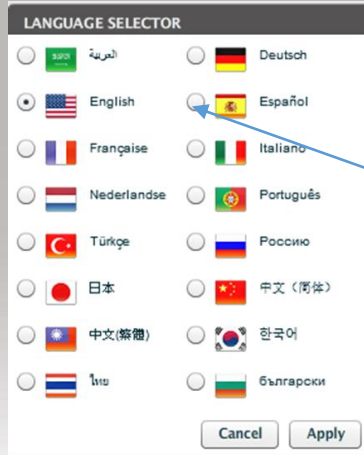 LANGUAGE SELECTOR
العربية Deutsch
English Español
Française Italiano
Nederlandse Português
Türkçe Россию
日本 中文（简体）
中文(繁體) 한국어
ไทย български
Cancel Apply